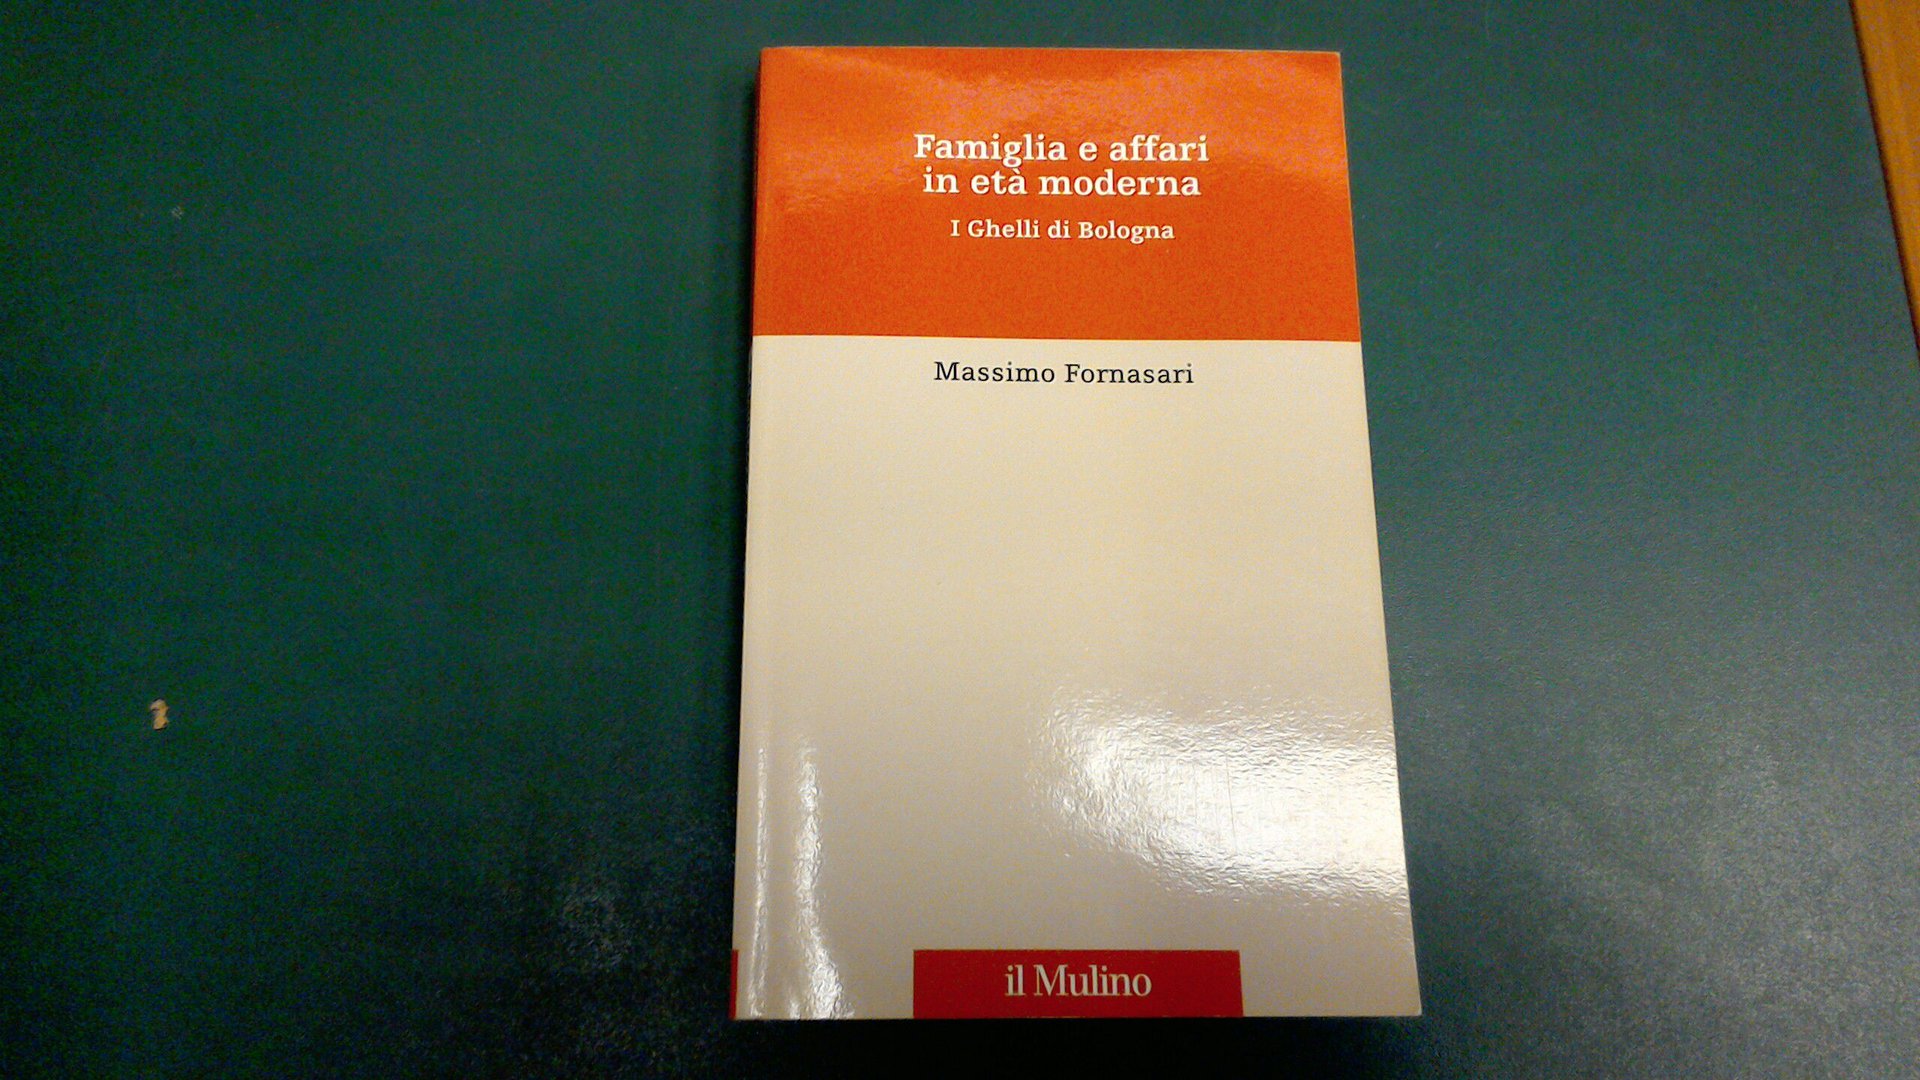 Famiglia e affari
in età moderna
I Ghelli di Bologna
Massimo Fornasari
il Mulino